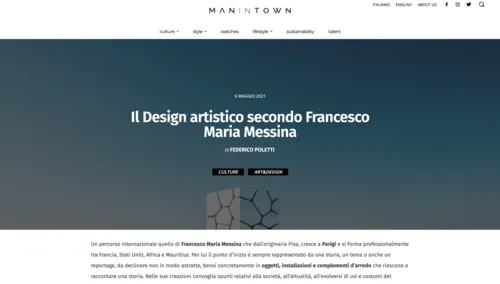 MANINTOWN
ITALIANO ENGLISH ABOUT US
culture style watches lifestyle sustainability talent
6 MAGGIO 2021
Il Design artistico secondo Francesco
Maria Messina
DI FEDERICO POLETTI
CULTURE ART&DESIGN
Un percorso internazionale quello di Francesco Maria Messina che dall'originaria Pisa, cresce a Parigi e si forma professionalmente
tra Francia, Stati Uniti, Africa e Mauritius. Per lui il punto d'inizio è sempre rappresentato da una storia, un tema o anche un
reportage, da declinare non in modo astratto, bensì concretamente in oggetti, installazioni e complementi d'arredo che riescono a
raccontare una storia. Nelle sue creazioni convoglia spunti relativi alla società, all'attualità, all'evolversi di usi e costumi del